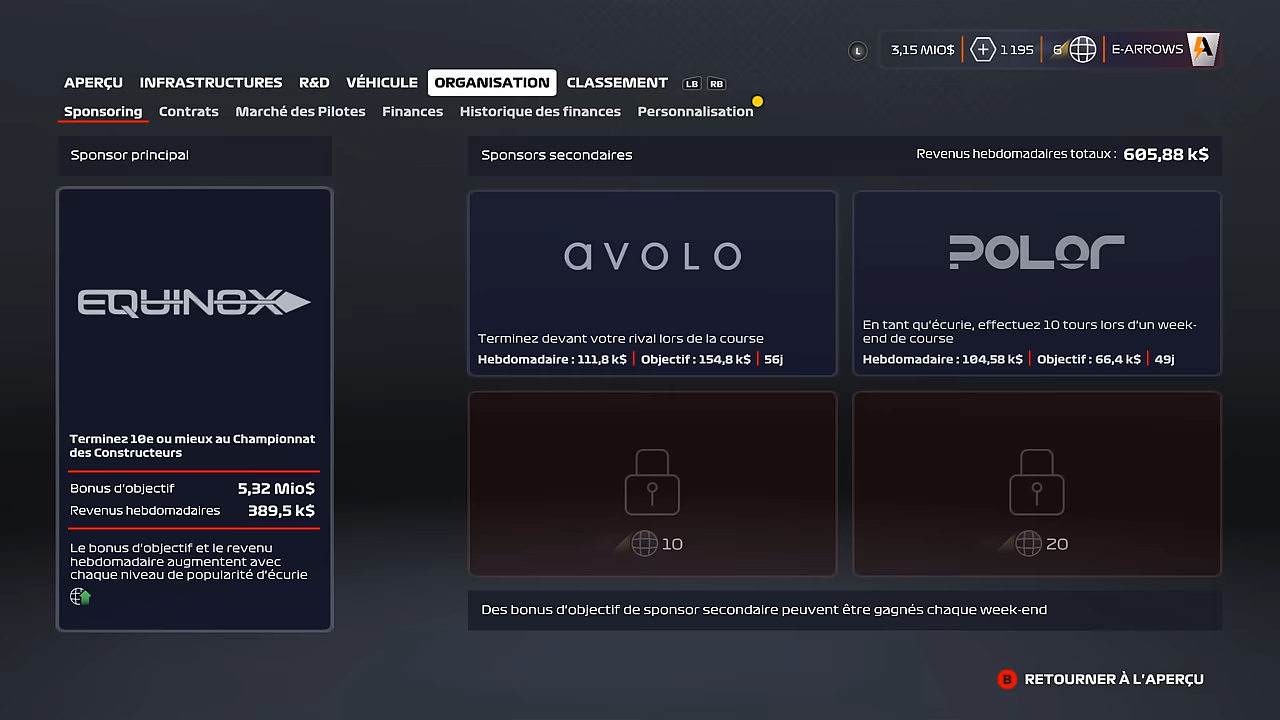 L 3,15 MIO$ 1 195 6 E-ARROWS
APERÇU INFRASTRUCTURES R&D VÉHICULE ORGANISATION CLASSEMENT LB RB
Sponsoring Contrats Marché des Pilotes Finances Historique des finances Personnalisation
Sponsor principal
EQUINOX
Terminez 10e ou mieux au Championnat
des Constructeurs
Bonus d'objectif 5,32 Mio$
Revenus hebdomadaires 389,5 k$
Le bonus d'objectif et le revenu
hebdomadaire augmentent avec
chaque niveau de popularité d'écurie
Sponsors secondaires Revenus hebdomadaires totaux : 605,88 k$
avolo
Terminez devant votre rival lors de la course
Hebdomadaire : 111,8 k$ Objectif : 154,8 k$ 56j
POLar
En tant qu'écurie, effectuez 10 tours lors d'un week-
end de course
Hebdomadaire : 104,58 k$ Objectif : 66,4 k$ 49j
10
20
Des bonus d'objectif de sponsor secondaire peuvent être gagnés chaque week-end
B RETOURNER À L'APERÇU